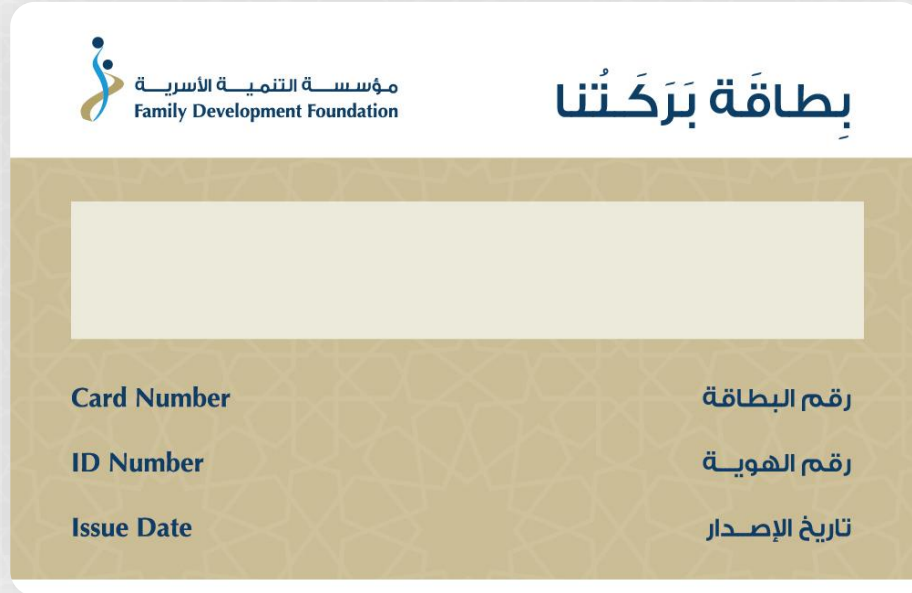 مؤسسة التنمية الأسرية
Family Development Foundation
بِطاقَة بَرَكَتُنا
Card Number رقم البطاقة
ID Number رقم الهوية
Issue Date تاريخ الإصدار